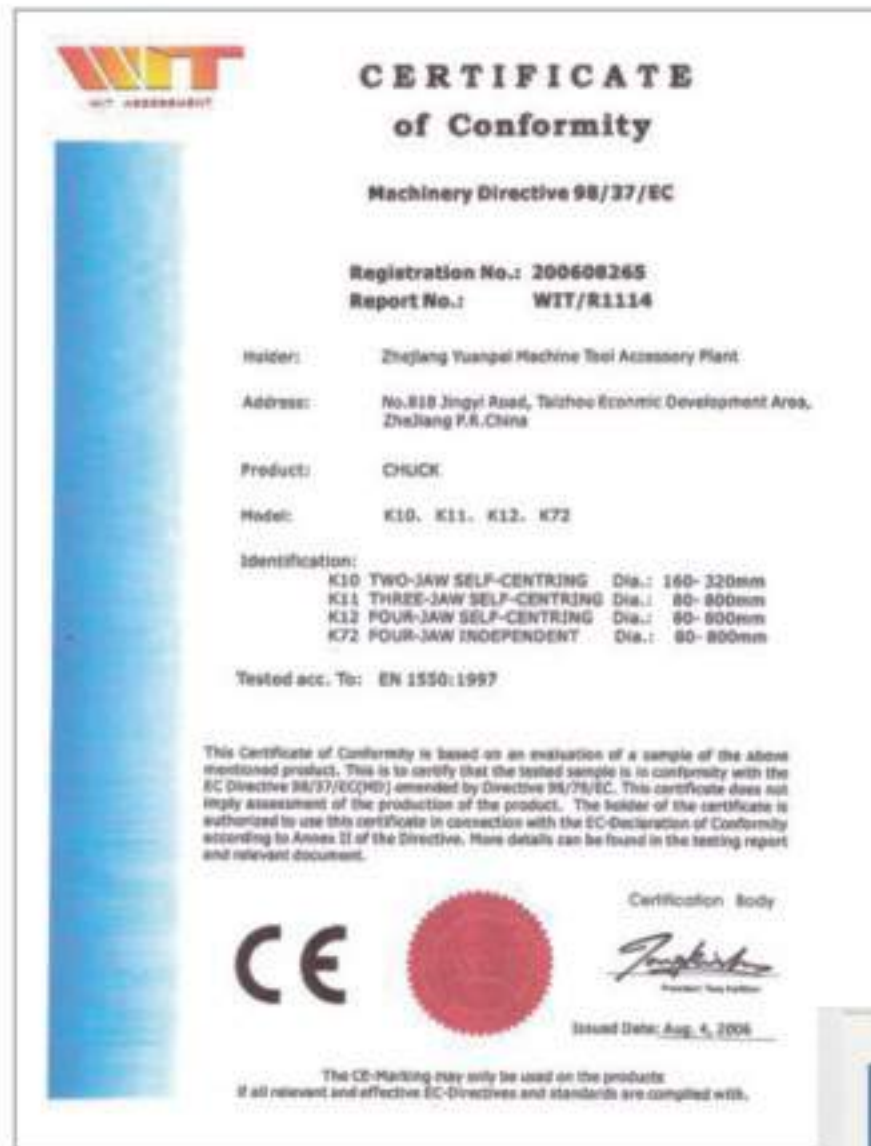 WIT
WIT ASSESSMENT
CERTIFICATE
of Conformity
Machinery Directive 98/37/EC
Registration No.: 200608265
Report No.: WIT/R1114
Holder: Zhejiang Yuanpei Machine Tool Accessory Plant
Address: No.818 Jingyi Road, Taizhou Econmic Development Area,
ZheJiang P.R.China
Product: CHUCK
Model: K10、K11、K12、K72
Identification:
K10 TWO-JAW SELF-CENTRING Dia.: 160- 320mm
K11 THREE-JAW SELF-CENTRING Dia.: 80- 800mm
K12 FOUR-JAW SELF-CENTRING Dia.: 80- 800mm
K72 FOUR-JAW INDEPENDENT Dia.: 80- 800mm
Tested acc. To: EN 1550:1997
This Certificate of Conformity is based on an evaluation of a sample of the above
mentioned product. This is to certify that the tested sample is in conformity with the
EC Directive 98/37/EC(MD) amended by Directive 98/79/EC. This certificate does not
imply assessment of the production of the product. The holder of the certificate is
authorized to use this certificate in connection with the EC-Declaration of Conformity
according to Annex II of the Directive. More details can be found in the testing report
and relevant document.
CE
Certification Body
Issued Date: Aug. 4, 2006
The CE-Marking may only be used on the products
if all relevant and effective EC-Directives and standards are complied with.